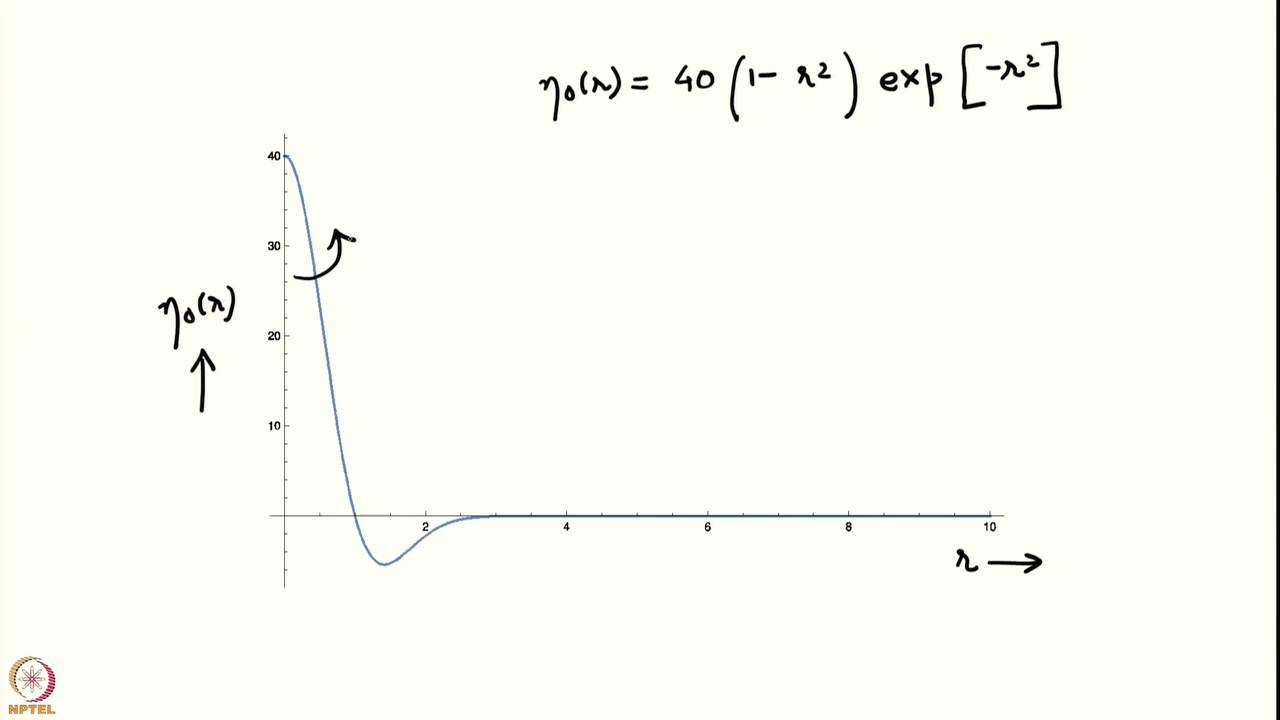 η₀(r) = 40 (1 - r²) exp [-r²]
40
30
η₀(r)
20
10
2 4 6 8 10
r
NPTEL